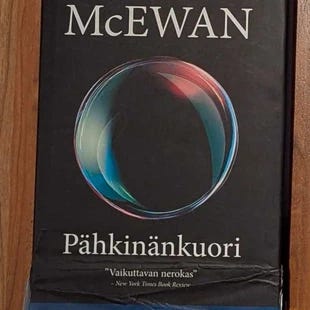 McEWAN
Pähkinänkuori
"Vaikuttavan nerokas"
– New York Times Book Review